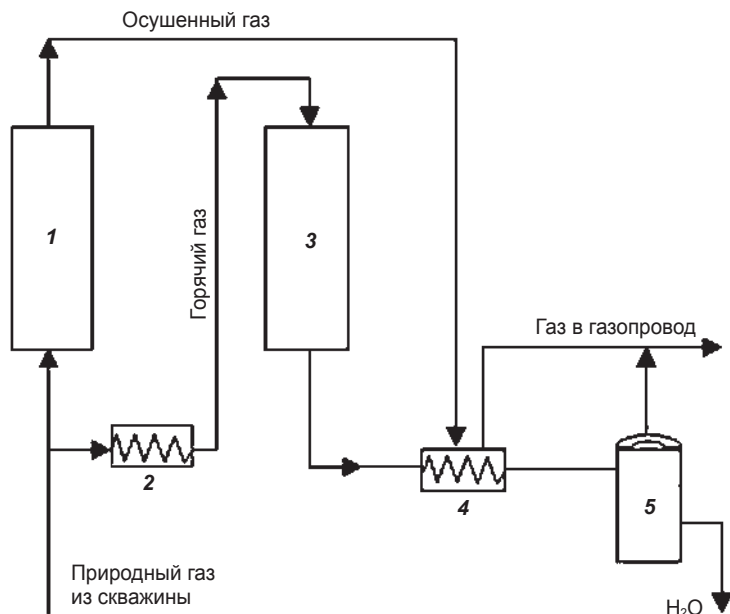 Осушенный газ
1
Горячий газ
3
Газ в газопровод
2
4
5
Природный газ
из скважины
H₂O